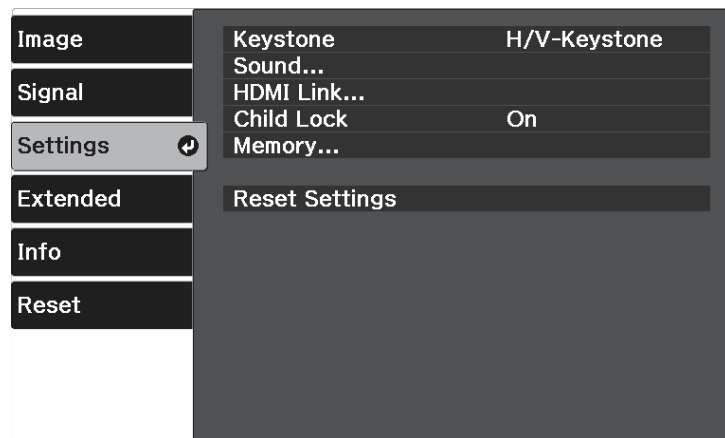 Image
Signal
Settings
Extended
Info
Reset
Keystone H/V-Keystone
Sound...
HDMI Link...
Child Lock On
Memory...
Reset Settings